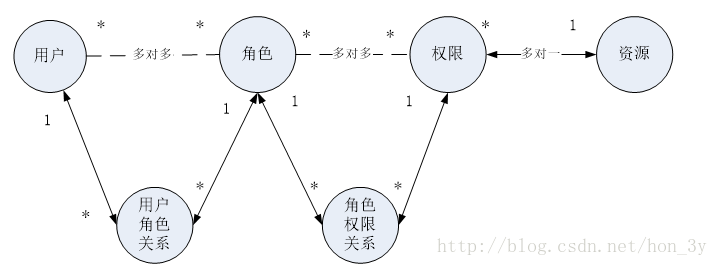 * * * * * 1
用户 多对多 角色 多对多 权限 多对一 资源
1 1 1 1
* * * *
用户
角色
关系
角色
权限
关系
http://blog.csdn.net/hon_3y